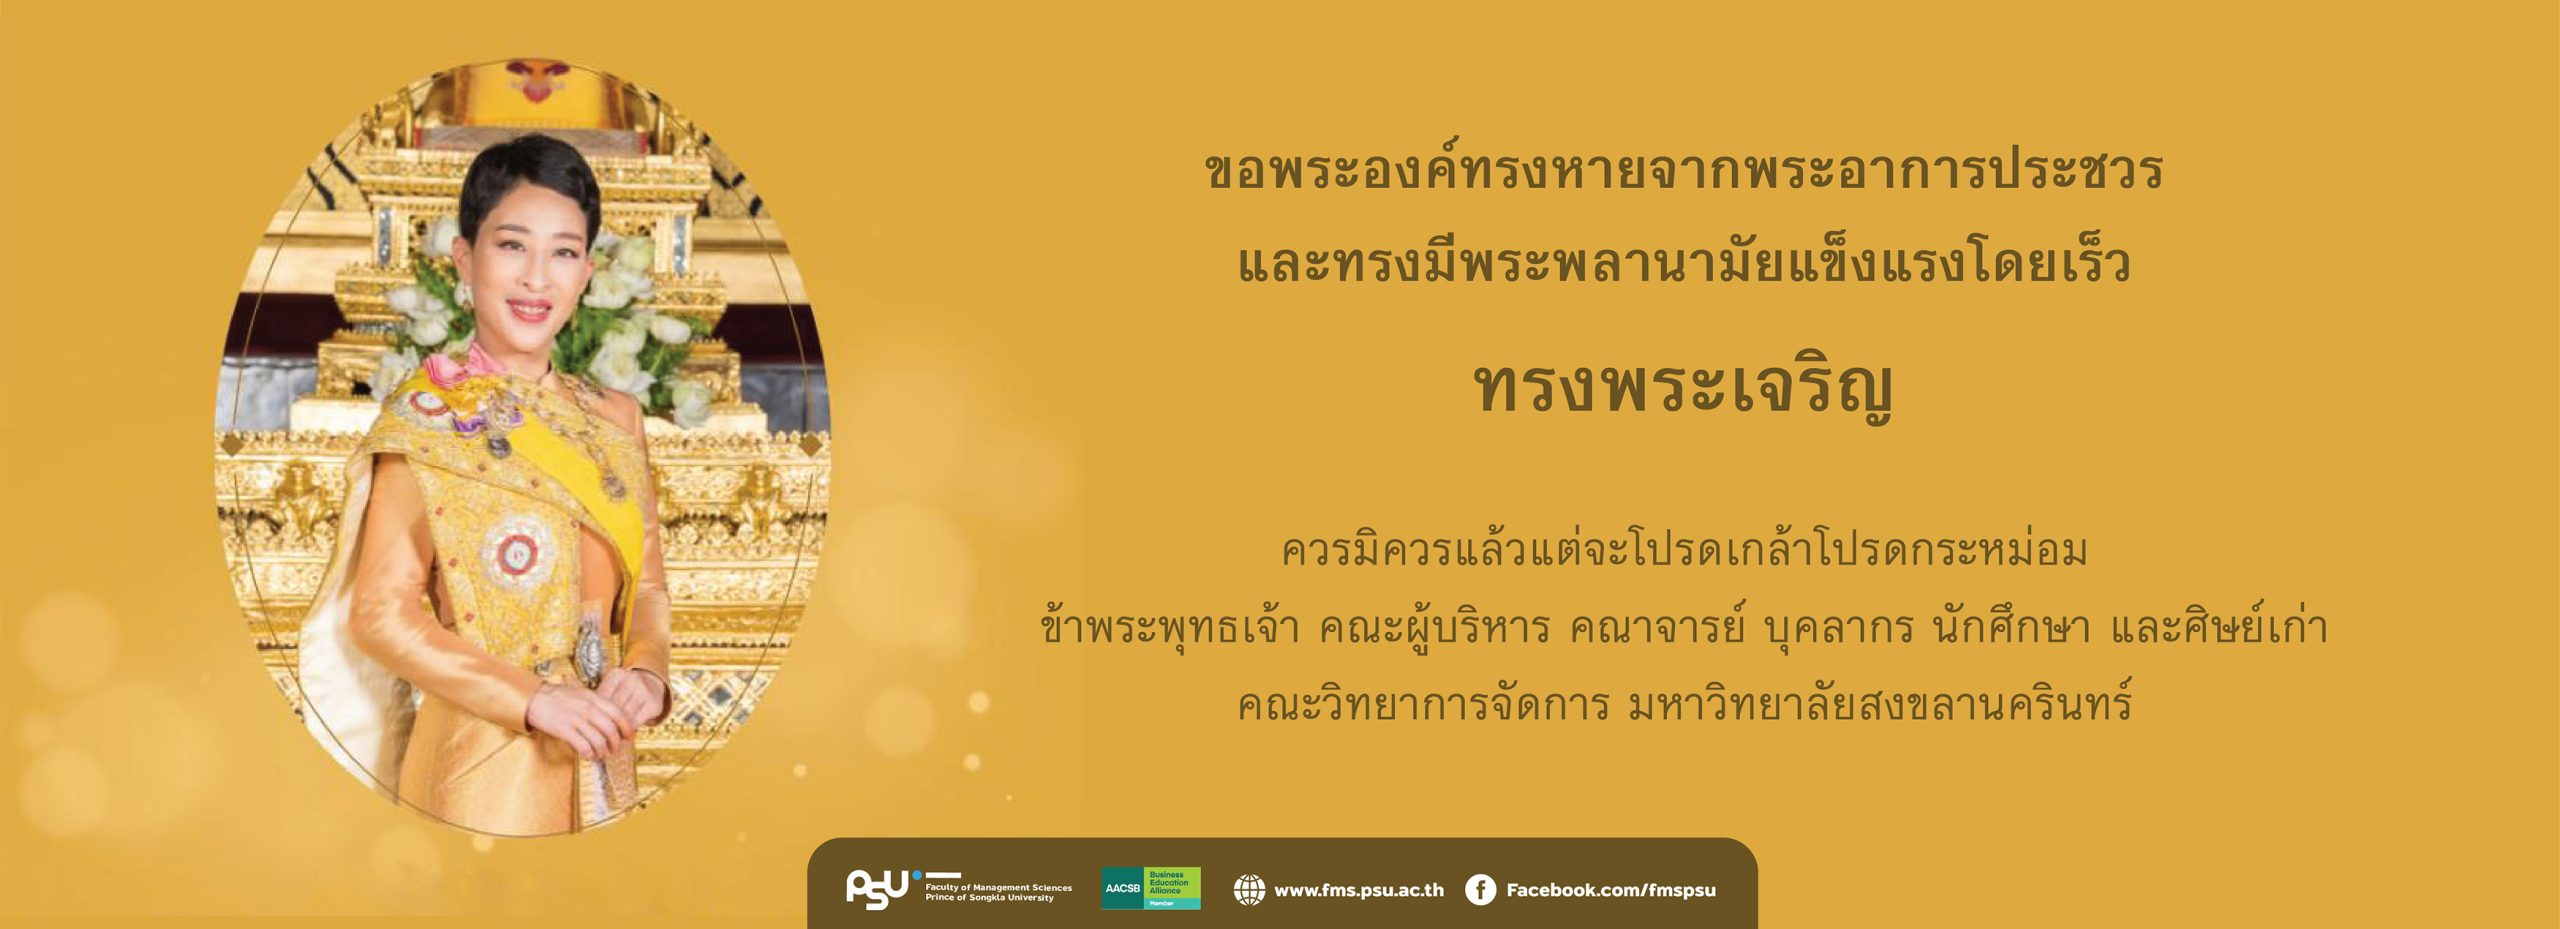 ขอพระองค์ทรงหายจากพระอาการประชวร
และทรงมีพระพลานามัยแข็งแรงโดยเร็ว
ทรงพระเจริญ
ควรมิควรแล้วแต่จะโปรดเกล้าโปรดกระหม่อม
ข้าพระพุทธเจ้า คณะผู้บริหาร คณาจารย์ บุคลากร นักศึกษา และศิษย์เก่า
คณะวิทยาการจัดการ มหาวิทยาลัยสงขลานครินทร์
PSU
Faculty of Management Sciences
Prince of Songkla University
AACSB
Business
Education
Alliance
Member
www.fms.psu.ac.th
Facebook.com/fmspsu